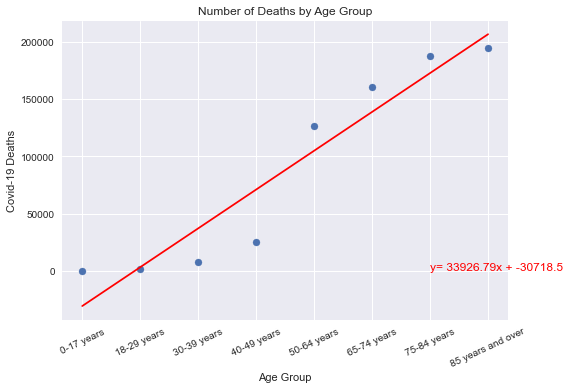 Number of Deaths by Age Group
Covid-19 Deaths
200000
150000
100000
50000
0
y= 33926.79x + -30718.5
0-17 years
18-29 years
30-39 years
40-49 years
50-64 years
65-74 years
75-84 years
85 years and over
Age Group